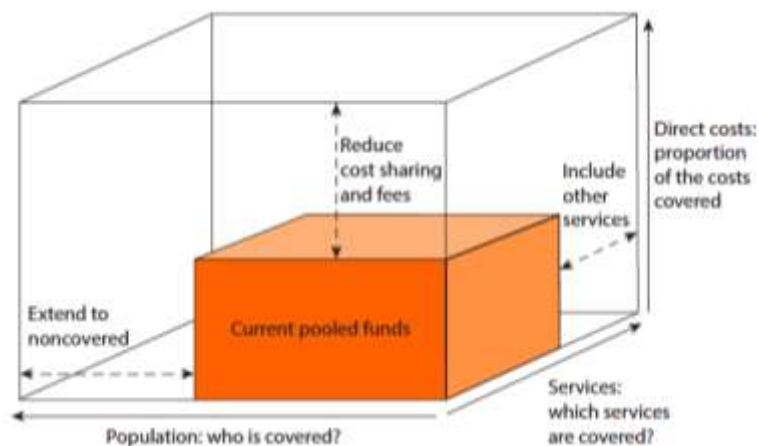 Reduce
cost sharing
and fees
Include
other
services
Direct costs:
proportion
of the costs
covered
Extend to
noncovered
Current pooled funds
Services:
which services
are covered?
Population: who is covered?